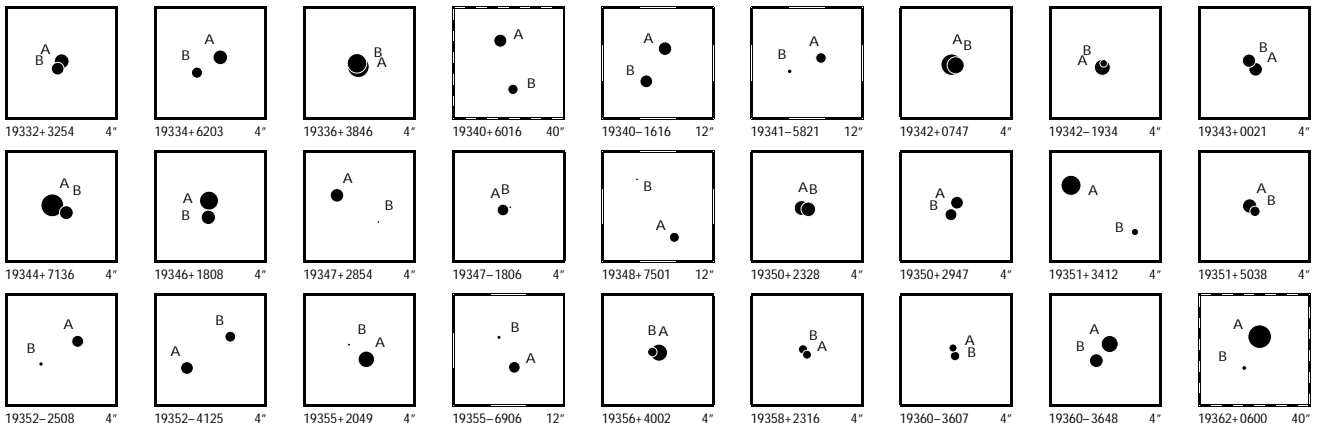 A
B
19332+3254 4″
A
B
19334+6203 4″
B
A
19336+3846 4″
A
B
19340+6016 40″
A
B
19340−1616 12″
A
B
19341−5821 12″
A B
19342+0747 4″
B
A
19342−1934 4″
B
A
19343+0021 4″
A B
19344+7136 4″
A
B
19346+1808 4″
A
B
19347+2854 4″
A B
19347−1806 4″
B
A
19348+7501 12″
A B
19350+2328 4″
A
B
19350+2947 4″
A
B
19351+3412 4″
A
B
19351+5038 4″
A
B
19352−2508 4″
B
A
19352−4125 4″
B
A
19355+2049 4″
B
A
19355−6906 12″
B A
19356+4002 4″
B
A
19358+2316 4″
A
B
19360−3607 4″
A
B
19360−3648 4″
A
B
19362+0600 40″